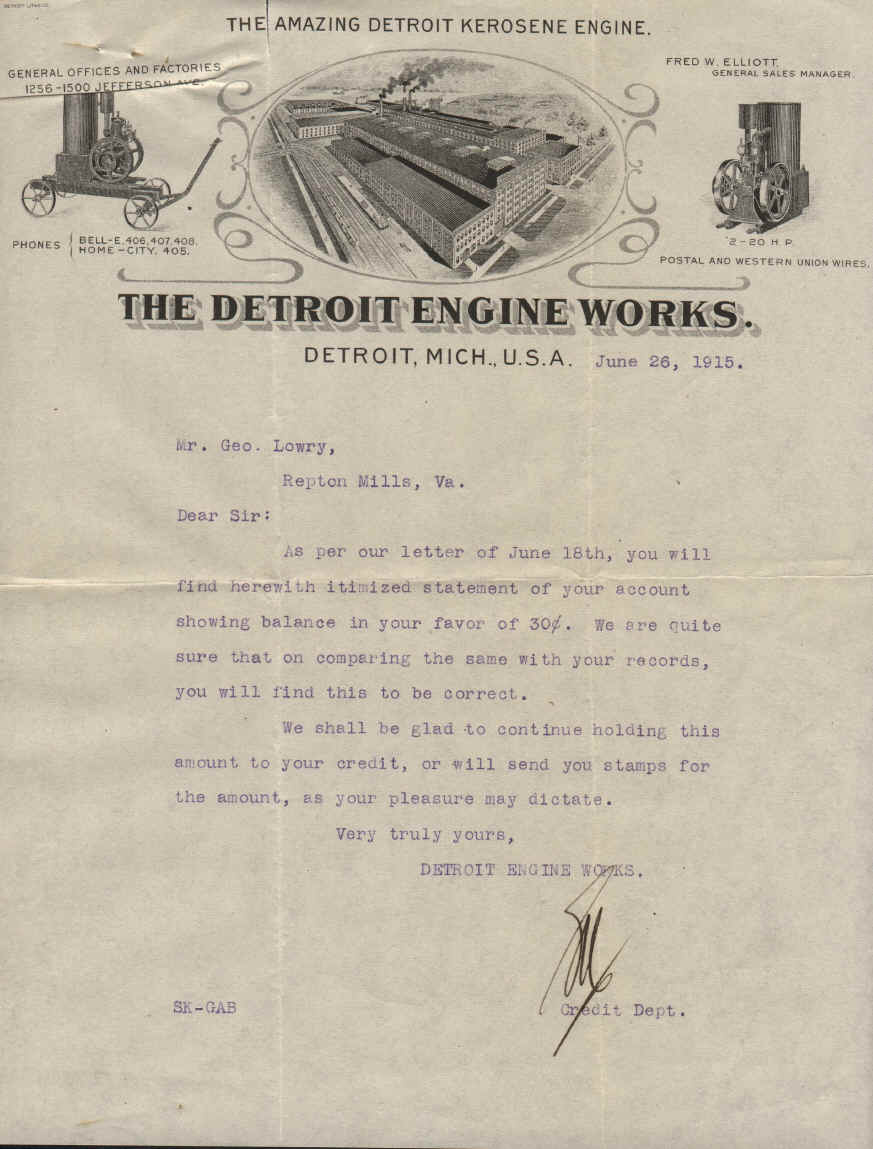 THE AMAZING DETROIT KEROSENE ENGINE.
GENERAL OFFICES AND FACTORIES
1256-1500 JEFFERSON AVE.
FRED W. ELLIOTT.
GENERAL SALES MANAGER.
PHONES { BELL-E. 406, 407, 408.
HOME-CITY, 405.
2-20 H.P.
POSTAL AND WESTERN UNION WIRES.
THE DETROIT ENGINE WORKS.
DETROIT, MICH., U.S.A. June 26, 1915.
Mr. Geo. Lowry,
Repton Mills, Va.
Dear Sir:
As per our letter of June 18th, you will
find herewith itimized statement of your account
showing balance in your favor of 30¢. We are quite
sure that on comparing the same with your records,
you will find this to be correct.
We shall be glad to continue holding this
amount to your credit, or will send you stamps for
the amount, as your pleasure may dictate.
Very truly yours,
DETROIT ENGINE WORKS.
SK-GAB
Credit Dept.